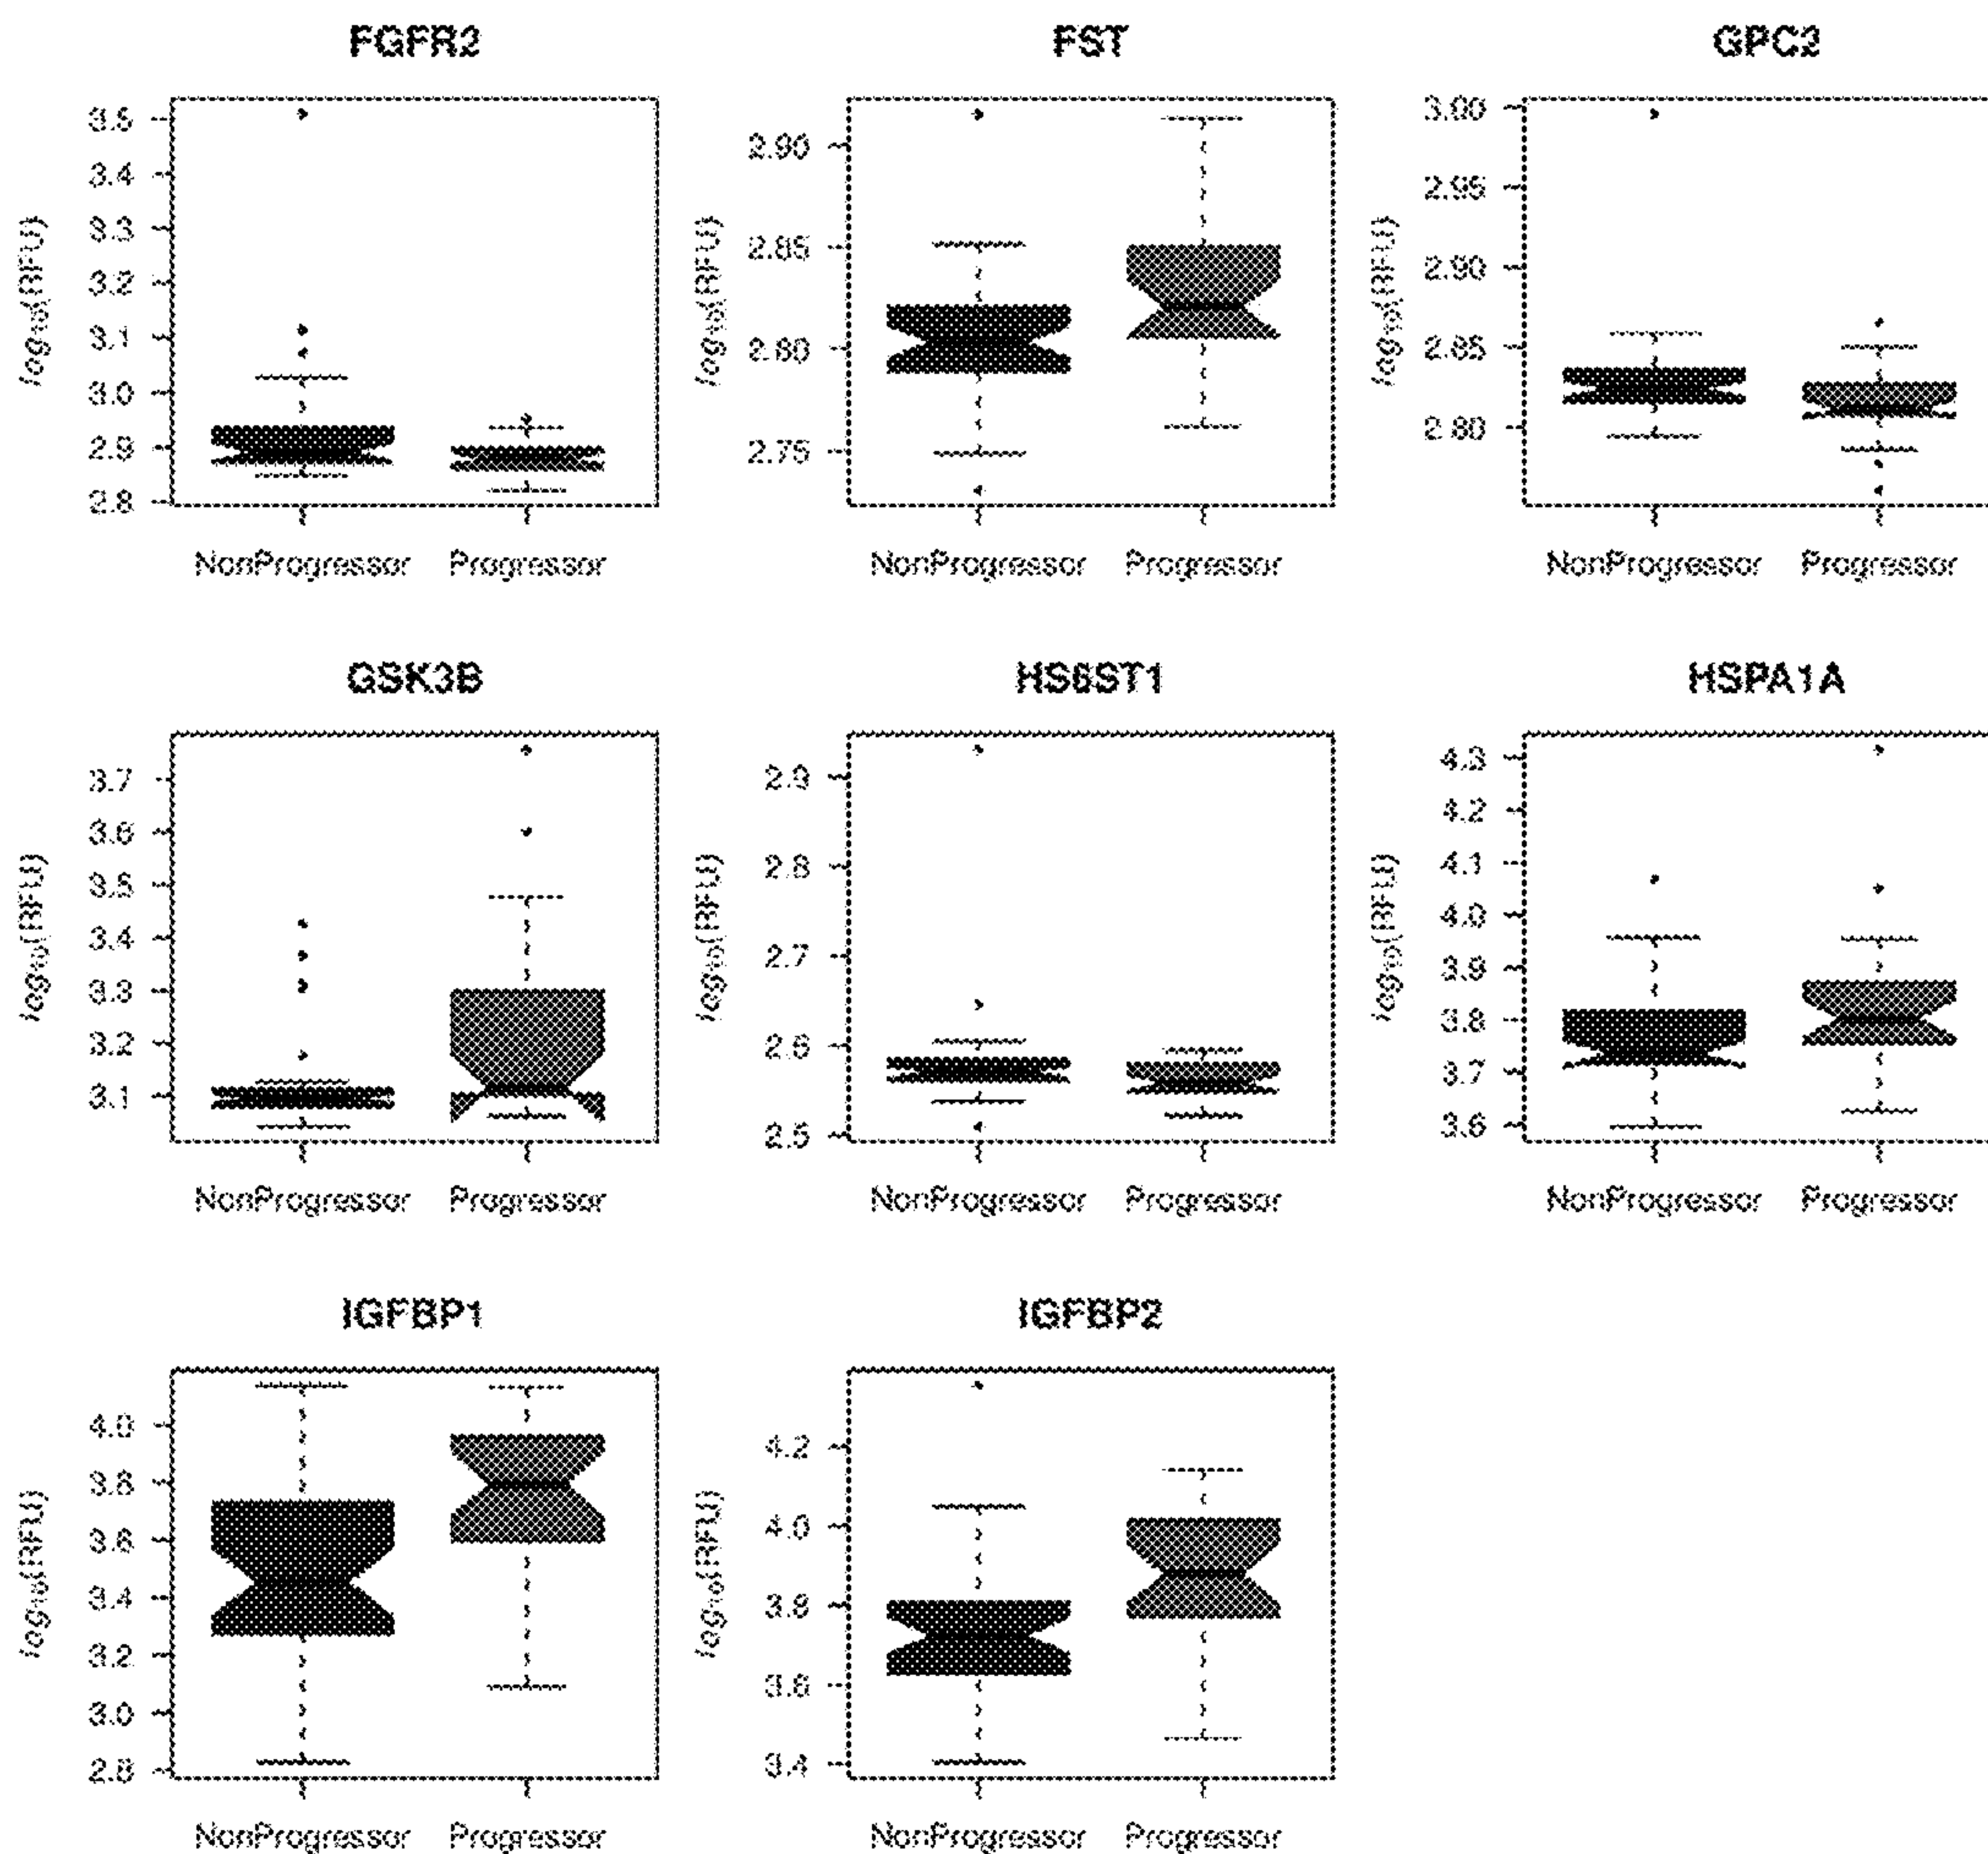 FGFR2
log₁₀(RFU)
3.5
3.4
3.3
3.2
3.1
3.0
2.9
2.8
NonProgressor Progressor
FST
log₁₀(RFU)
2.90
2.85
2.80
2.75
NonProgressor Progressor
GPC2
log₁₀(RFU)
3.00
2.95
2.90
2.85
2.80
NonProgressor Progressor
GSK3B
log₁₀(RFU)
3.7
3.6
3.5
3.4
3.3
3.2
3.1
NonProgressor Progressor
HS6ST1
log₁₀(RFU)
2.9
2.8
2.7
2.6
2.5
NonProgressor Progressor
HSPA1A
log₁₀(RFU)
4.3
4.2
4.1
4.0
3.9
3.8
3.7
3.6
NonProgressor Progressor
IGFBP1
log₁₀(RFU)
4.0
3.8
3.6
3.4
3.2
3.0
2.8
NonProgressor Progressor
IGFBP2
log₁₀(RFU)
4.2
4.0
3.8
3.6
3.4
NonProgressor Progressor